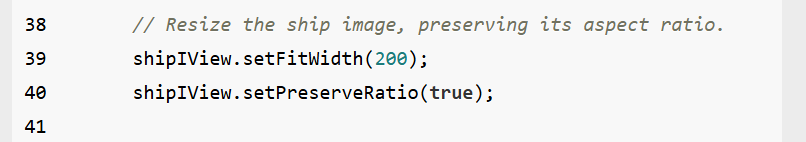 38 // Resize the ship image, preserving its aspect ratio.
39 shipIView.setFitWidth(200);
40 shipIView.setPreserveRatio(true);
41